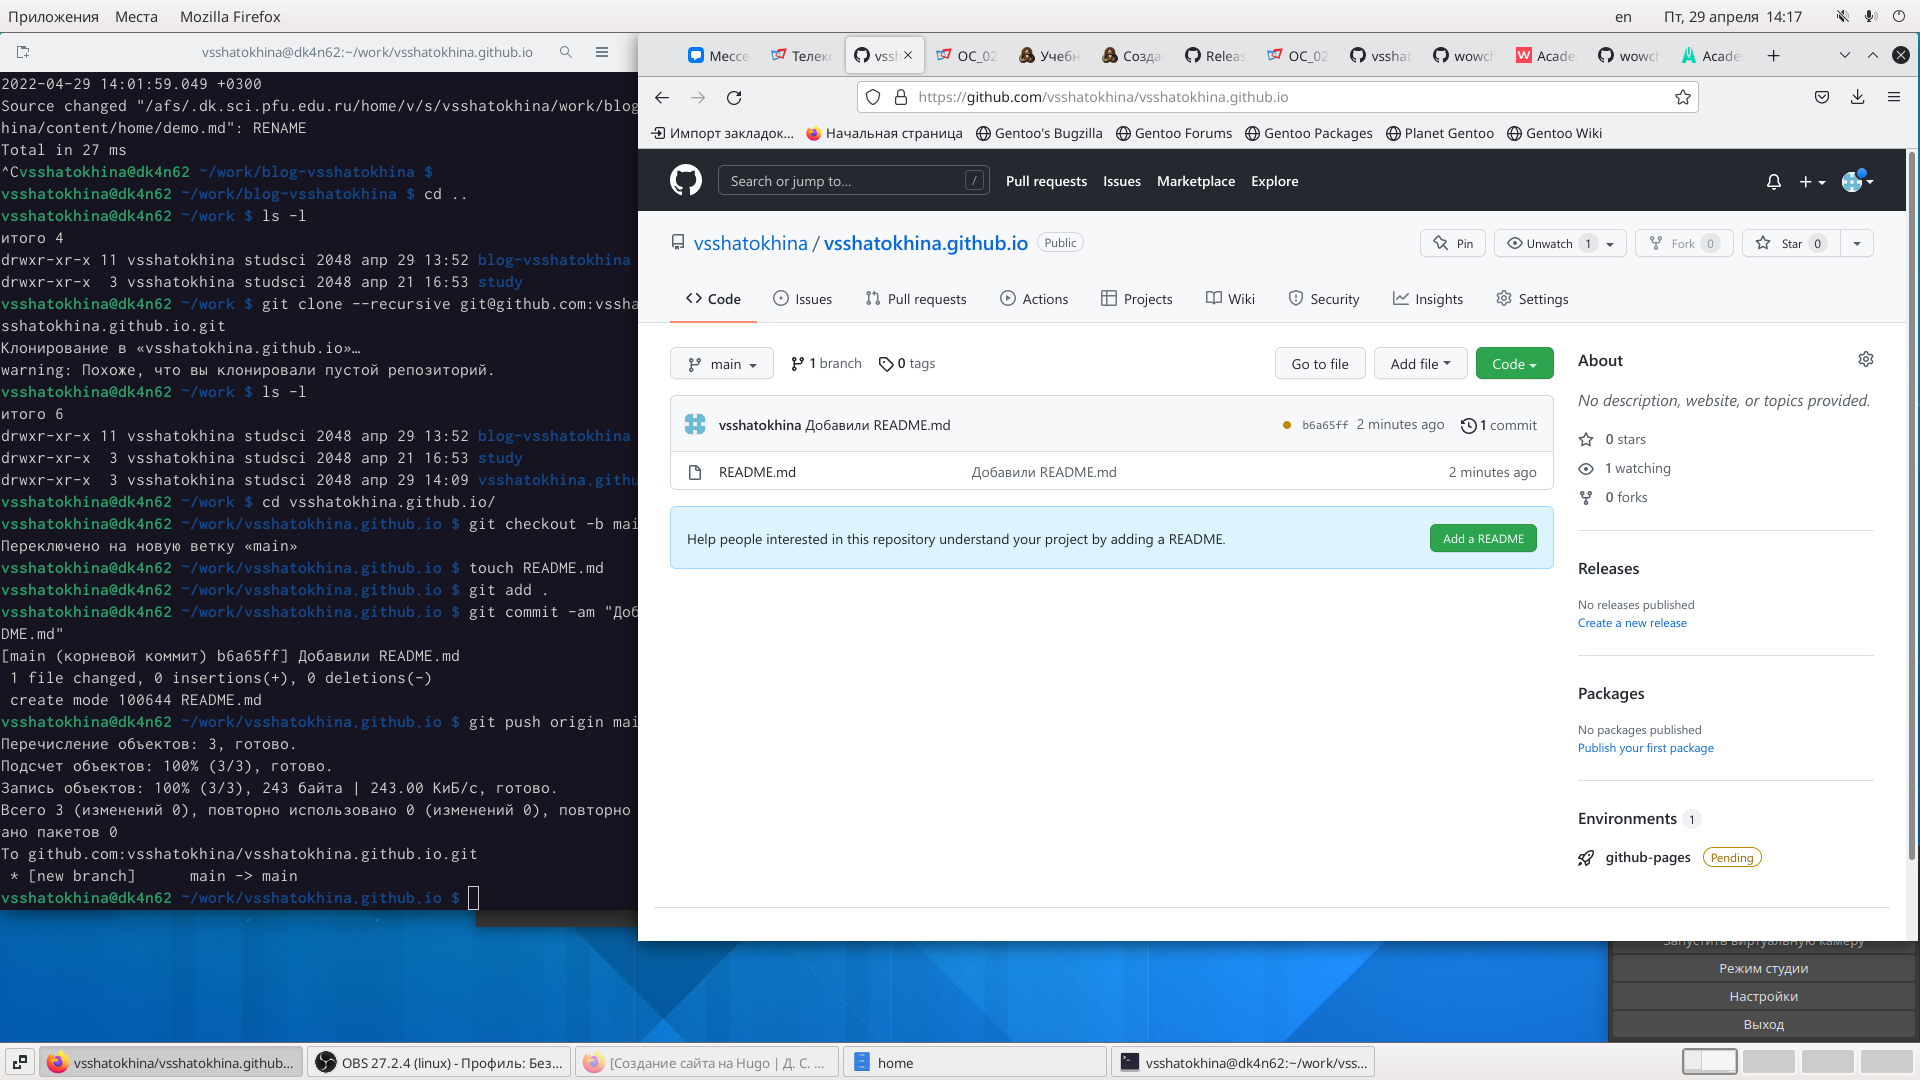 Приложения Места Mozilla Firefox
en Пт, 29 апреля 14:17
vsshatokhina@dk4n62:~/work/vsshatokhina.github.io
2022-04-29 14:01:59.049 +0300
Source changed "/afs/.dk.sci.pfu.edu.ru/home/v/s/vsshatokhina/work/blog
hina/content/home/demo.md": RENAME
Total in 27 ms
^Cvsshatokhina@dk4n62 ~/work/blog-vsshatokhina $
vsshatokhina@dk4n62 ~/work/blog-vsshatokhina $ cd ..
vsshatokhina@dk4n62 ~/work $ ls -l
итого 4
drwxr-xr-x 11 vsshatokhina studsci 2048 апр 29 13:52 blog-vsshatokhina
drwxr-xr-x 3 vsshatokhina studsci 2048 апр 21 16:53 study
vsshatokhina@dk4n62 ~/work $ git clone --recursive git@github.com:vssha
sshatokhina.github.io.git
Клонирование в «vsshatokhina.github.io»…
warning: Похоже, что вы клонировали пустой репозиторий.
vsshatokhina@dk4n62 ~/work $ ls -l
итого 6
drwxr-xr-x 11 vsshatokhina studsci 2048 апр 29 13:52 blog-vsshatokhina
drwxr-xr-x 3 vsshatokhina studsci 2048 апр 21 16:53 study
drwxr-xr-x 3 vsshatokhina studsci 2048 апр 29 14:09 vsshatokhina.githu
vsshatokhina@dk4n62 ~/work $ cd vsshatokhina.github.io/
vsshatokhina@dk4n62 ~/work/vsshatokhina.github.io $ git checkout -b mai
Переключено на новую ветку «main»
vsshatokhina@dk4n62 ~/work/vsshatokhina.github.io $ touch README.md
vsshatokhina@dk4n62 ~/work/vsshatokhina.github.io $ git add .
vsshatokhina@dk4n62 ~/work/vsshatokhina.github.io $ git commit -am "Доб
DME.md"
[main (корневой коммит) b6a65ff] Добавили README.md
1 file changed, 0 insertions(+), 0 deletions(-)
create mode 100644 README.md
vsshatokhina@dk4n62 ~/work/vsshatokhina.github.io $ git push origin mai
Перечисление объектов: 3, готово.
Подсчет объектов: 100% (3/3), готово.
Запись объектов: 100% (3/3), 243 байта | 243.00 КиБ/с, готово.
Всего 3 (изменений 0), повторно использовано 0 (изменений 0), повторно
ано пакетов 0
To github.com:vsshatokhina/vsshatokhina.github.io.git
* [new branch] main -> main
vsshatokhina@dk4n62 ~/work/vsshatokhina.github.io $
Мессе Телек vssh ОС_02 Учебн Созда Releas ОС_02 vsshat wowch Acade wowch Acade
https://github.com/vsshatokhina/vsshatokhina.github.io
Импорт закладок… Начальная страница Gentoo's Bugzilla Gentoo Forums Gentoo Packages Planet Gentoo Gentoo Wiki
Search or jump to... / Pull requests Issues Marketplace Explore
vsshatokhina / vsshatokhina.github.io Public
Pin Unwatch 1 Fork 0 Star 0
Code Issues Pull requests Actions Projects Wiki Security Insights Settings
main 1 branch 0 tags Go to file Add file Code
vsshatokhina Добавили README.md b6a65ff 2 minutes ago 1 commit
README.md Добавили README.md 2 minutes ago
Help people interested in this repository understand your project by adding a README. Add a README
About
No description, website, or topics provided.
0 stars
1 watching
0 forks
Releases
No releases published
Create a new release
Packages
No packages published
Publish your first package
Environments 1
github-pages Pending
Запустить виртуальную камеру
Режим студии
Настройки
Выход
vsshatokhina/vsshatokhina.github… OBS 27.2.4 (linux) - Профиль: Без… [Создание сайта на Hugo | Д. С. … home vsshatokhina@dk4n62:~/work/vss…